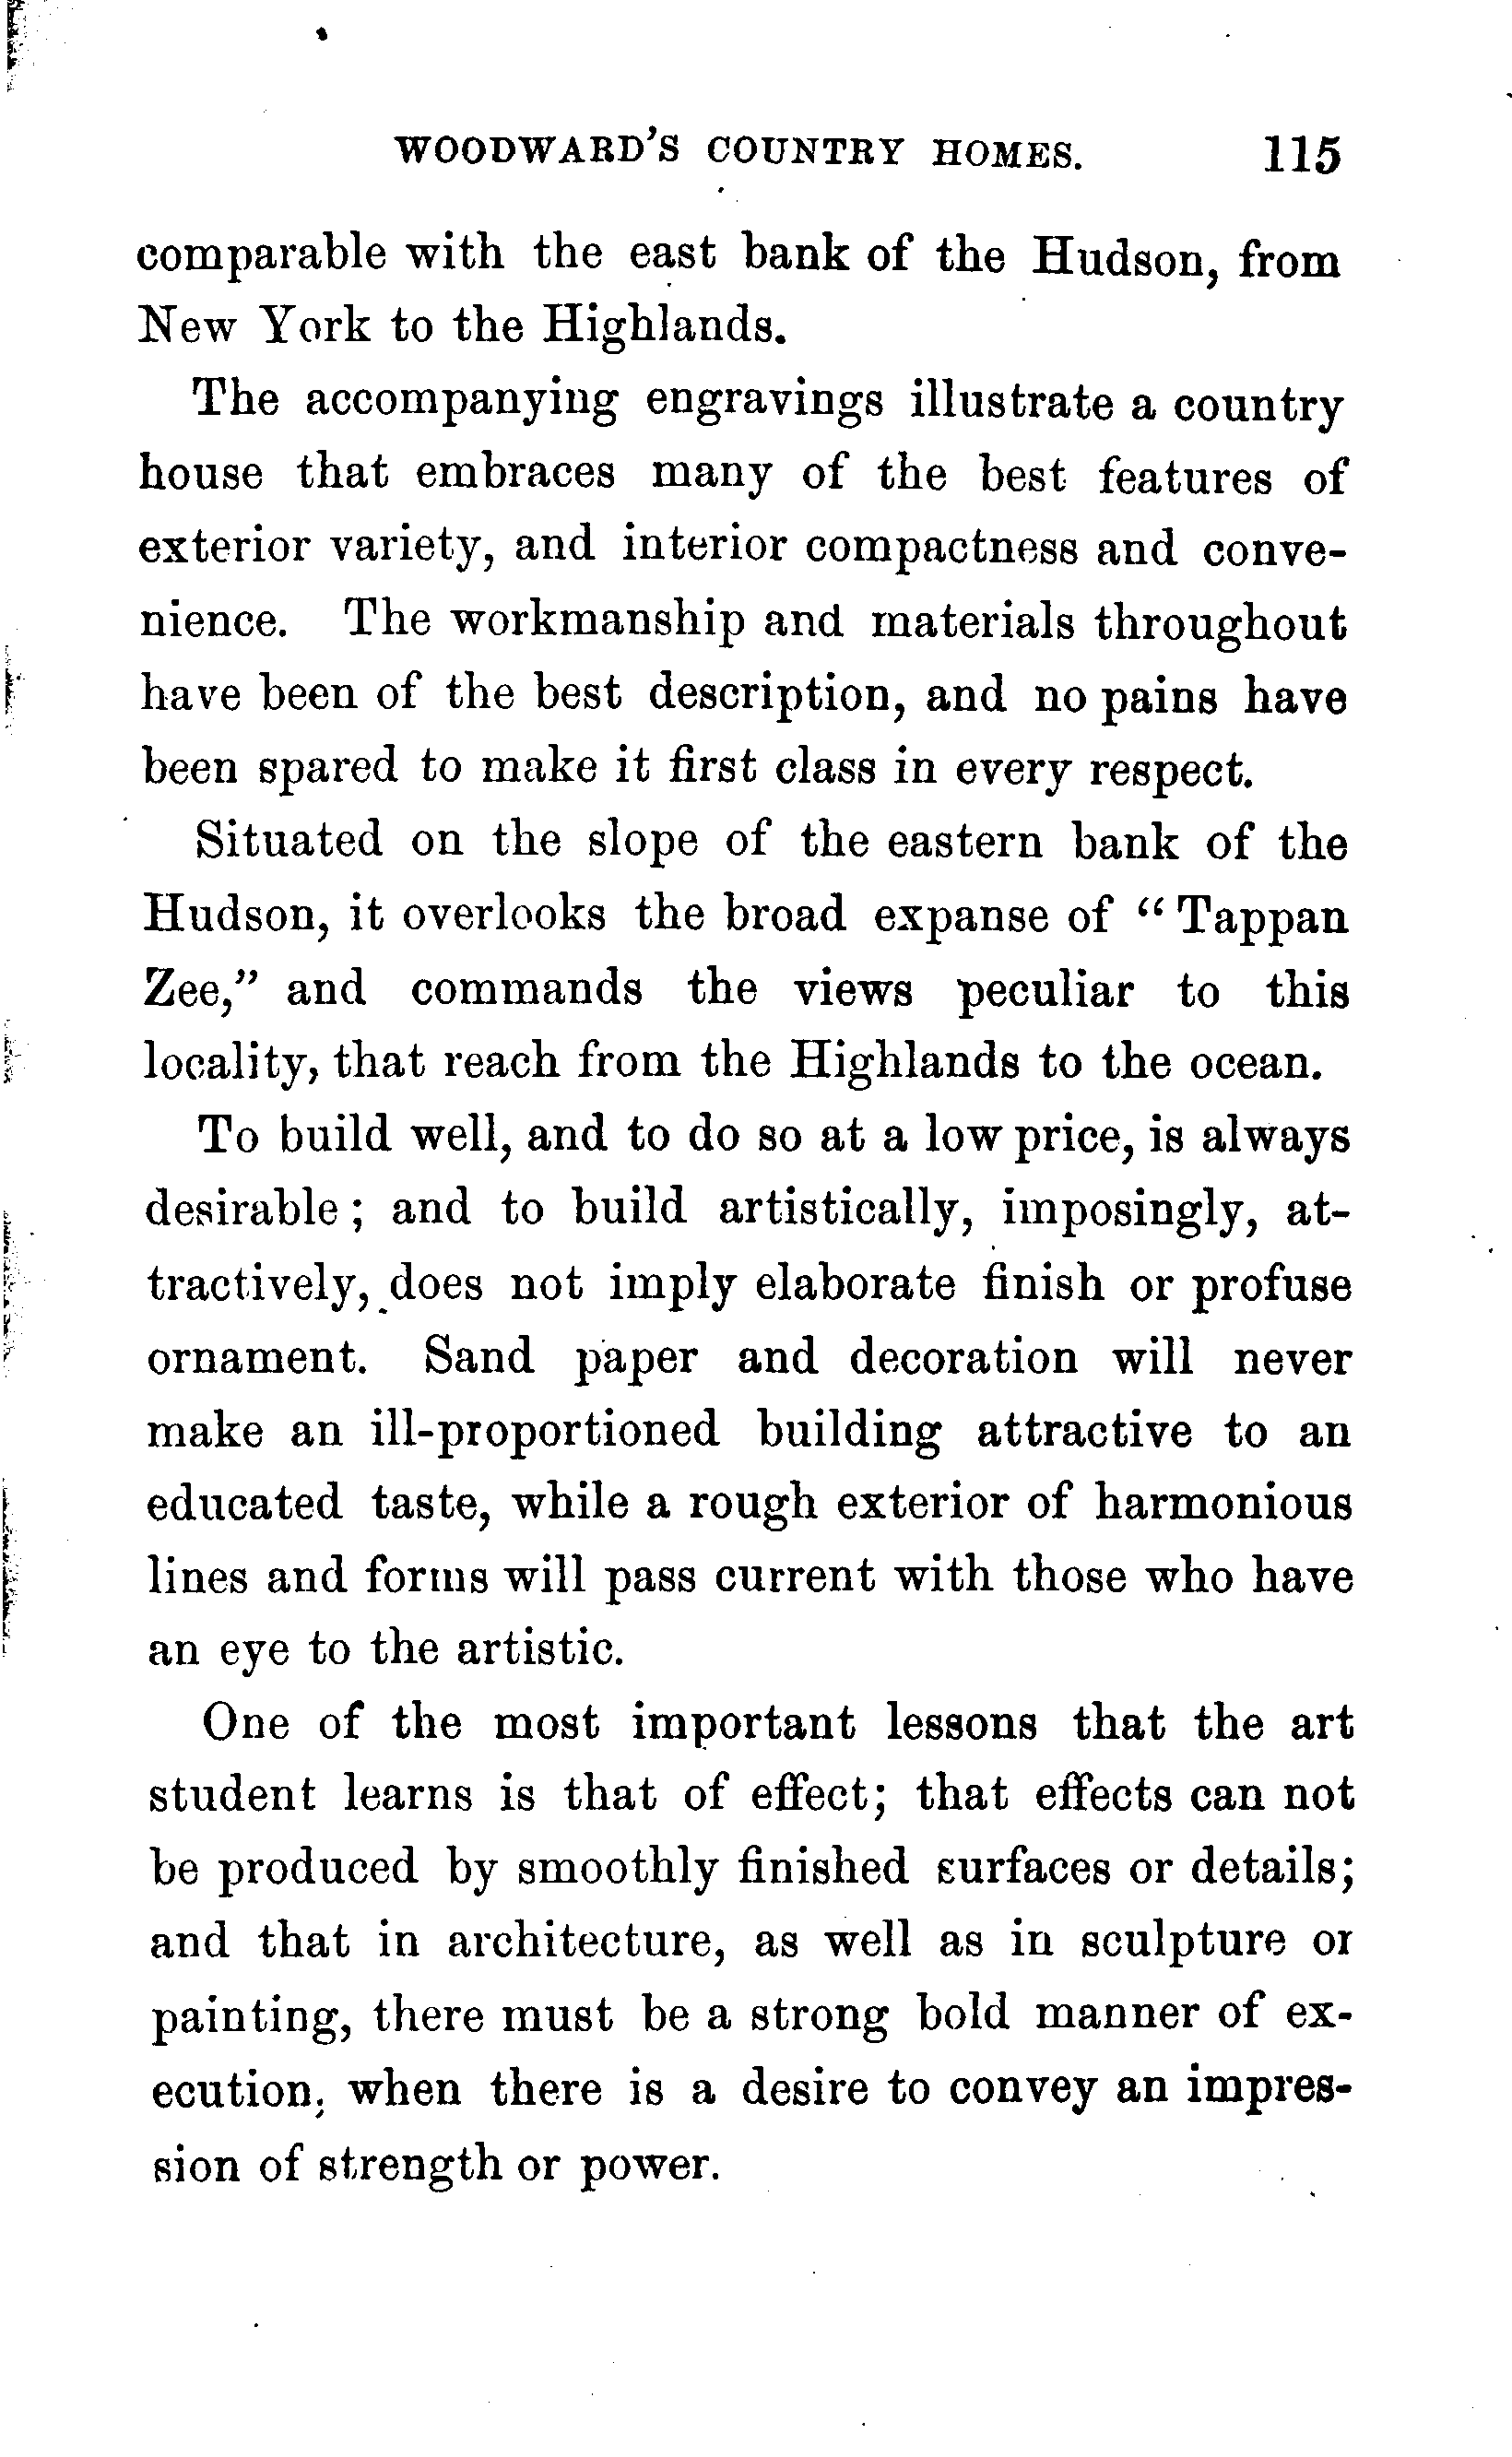 WOODWARD'S COUNTRY HOMES. 115
comparable with the east bank of the Hudson, from
New York to the Highlands.
The accompanying engravings illustrate a country
house that embraces many of the best features of
exterior variety, and interior compactness and conve-
nience. The workmanship and materials throughout
have been of the best description, and no pains have
been spared to make it first class in every respect.
Situated on the slope of the eastern bank of the
Hudson, it overlooks the broad expanse of “ Tappan
Zee,” and commands the views peculiar to this
locality, that reach from the Highlands to the ocean.
To build well, and to do so at a low price, is always
desirable ; and to build artistically, imposingly, at-
tractively, does not imply elaborate finish or profuse
ornament. Sand paper and decoration will never
make an ill-proportioned building attractive to an
educated taste, while a rough exterior of harmonious
lines and forms will pass current with those who have
an eye to the artistic.
One of the most important lessons that the art
student learns is that of effect; that effects can not
be produced by smoothly finished surfaces or details;
and that in architecture, as well as in sculpture or
painting, there must be a strong bold manner of ex-
ecution, when there is a desire to convey an impres-
sion of strength or power.